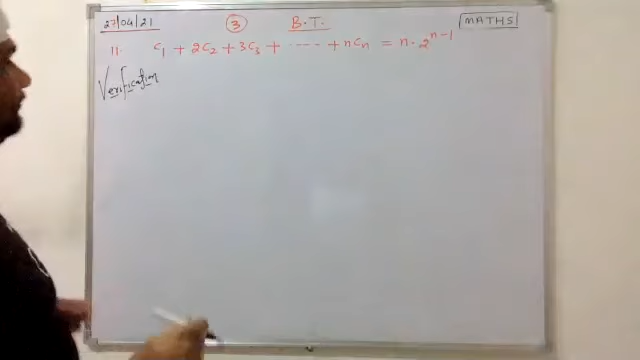 27/04/21 3 B.T. MATHS
11. C₁ + 2C₂ + 3C₃ + ----- + nCₙ = n · 2ⁿ⁻¹
Verification